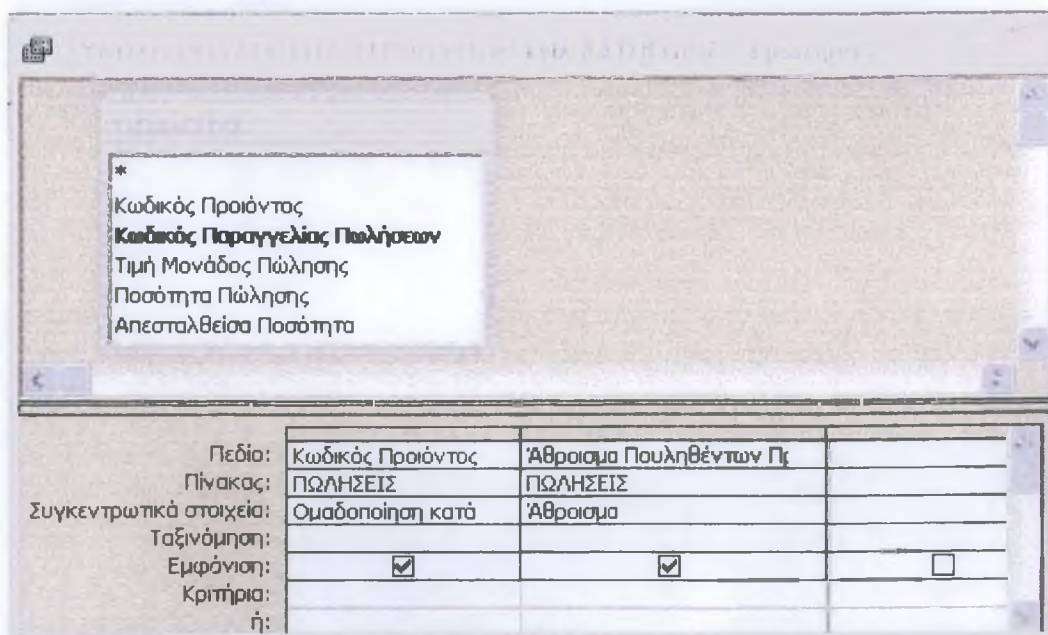 *
Κωδικός Προιόντος
Κωδικός Παραγγελίας Πωλήσεων
Τιμή Μονάδος Πώλησης
Ποσότητα Πώλησης
Απεσταλθείσα Ποσότητα
Πεδίο: Κωδικός Προιόντος Άθροισμα Πουληθέντων Πρ
Πίνακας: ΠΩΛΗΣΕΙΣ ΠΩΛΗΣΕΙΣ
Συγκεντρωτικά στοιχεία: Ομαδοποίηση κατά Άθροισμα
Ταξινόμηση:
Εμφάνιση:
Κριτήρια:
ή: